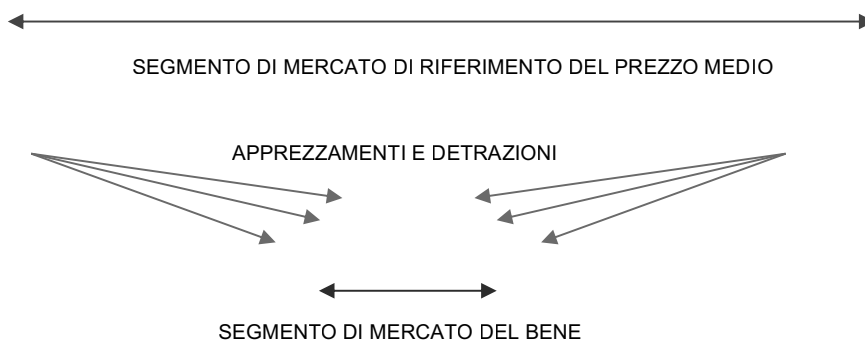 SEGMENTO DI MERCATO DI RIFERIMENTO DEL PREZZO MEDIO
APPREZZAMENTI E DETRAZIONI
SEGMENTO DI MERCATO DEL BENE